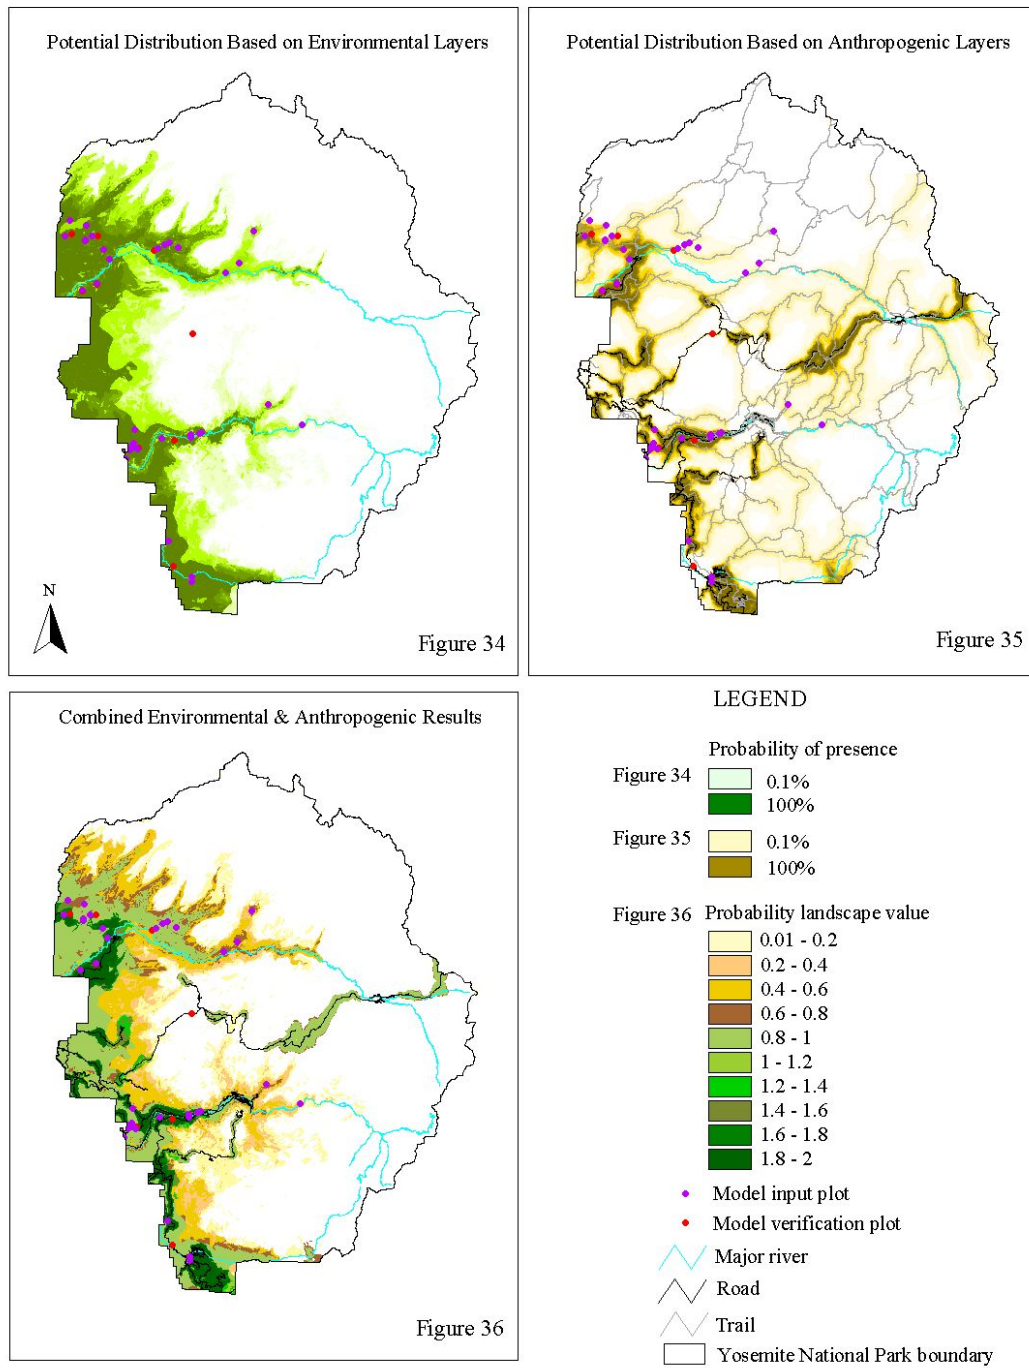 Potential Distribution Based on Environmental Layers
N
Figure 34
Potential Distribution Based on Anthropogenic Layers
Figure 35
Combined Environmental & Anthropogenic Results
Figure 36
LEGEND
Probability of presence
Figure 34
0.1%
100%
Figure 35
0.1%
100%
Figure 36
Probability landscape value
0.01 - 0.2
0.2 - 0.4
0.4 - 0.6
0.6 - 0.8
0.8 - 1
1 - 1.2
1.2 - 1.4
1.4 - 1.6
1.6 - 1.8
1.8 - 2
Model input plot
Model verification plot
Major river
Road
Trail
Yosemite National Park boundary